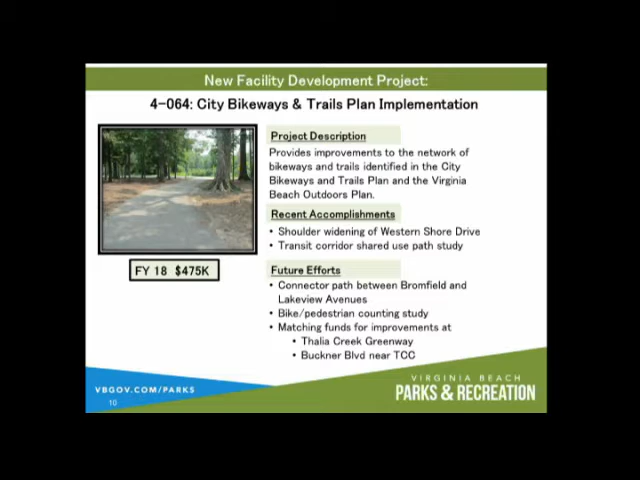 New Facility Development Project:
4-064: City Bikeways & Trails Plan Implementation
Project Description
Provides improvements to the network of
bikeways and trails identified in the City
Bikeways and Trails Plan and the Virginia
Beach Outdoors Plan.
Recent Accomplishments
• Shoulder widening of Western Shore Drive
• Transit corridor shared use path study
FY 18 $475K
Future Efforts
• Connector path between Bromfield and
Lakeview Avenues
• Bike/pedestrian counting study
• Matching funds for improvements at
• Thalia Creek Greenway
• Buckner Blvd near TCC
VBGOV.COM/PARKS
10
VIRGINIA BEACH
PARKS & RECREATION